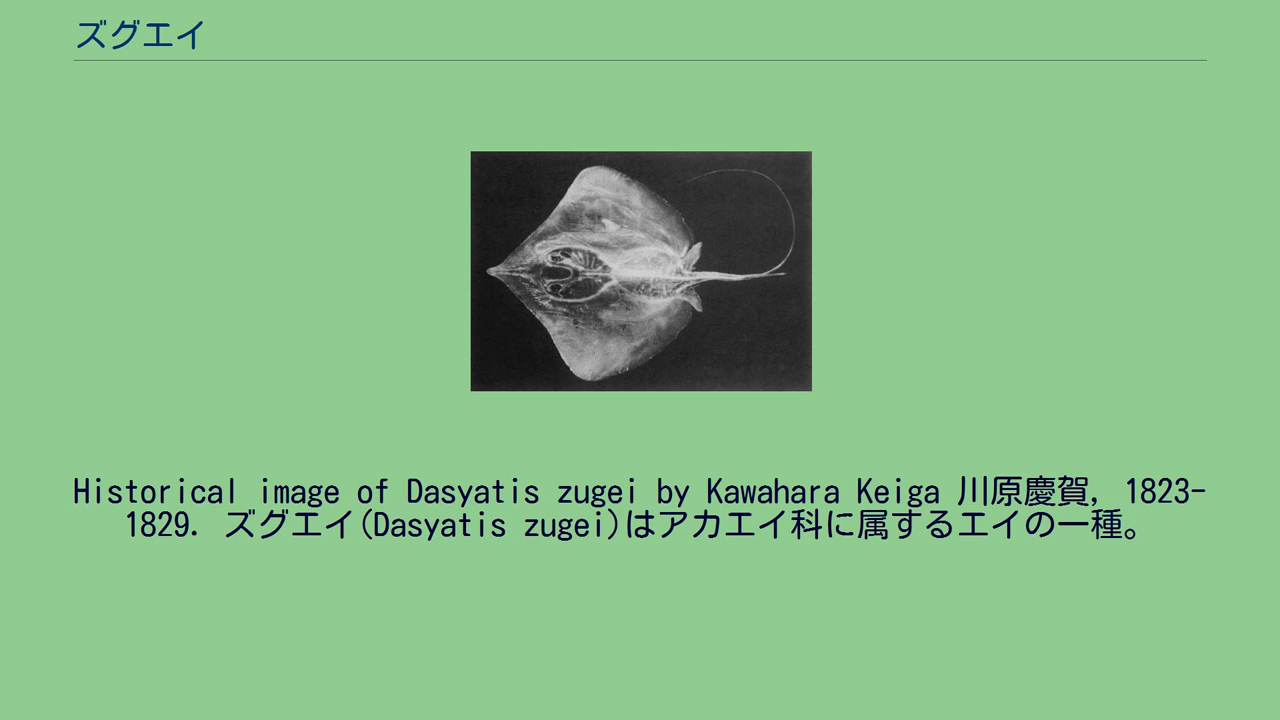 ズグエイ
Historical image of Dasyatis zugei by Kawahara Keiga 川原慶賀, 1823-
1829. ズグエイ(Dasyatis zugei)はアカエイ科に属するエイの一種。